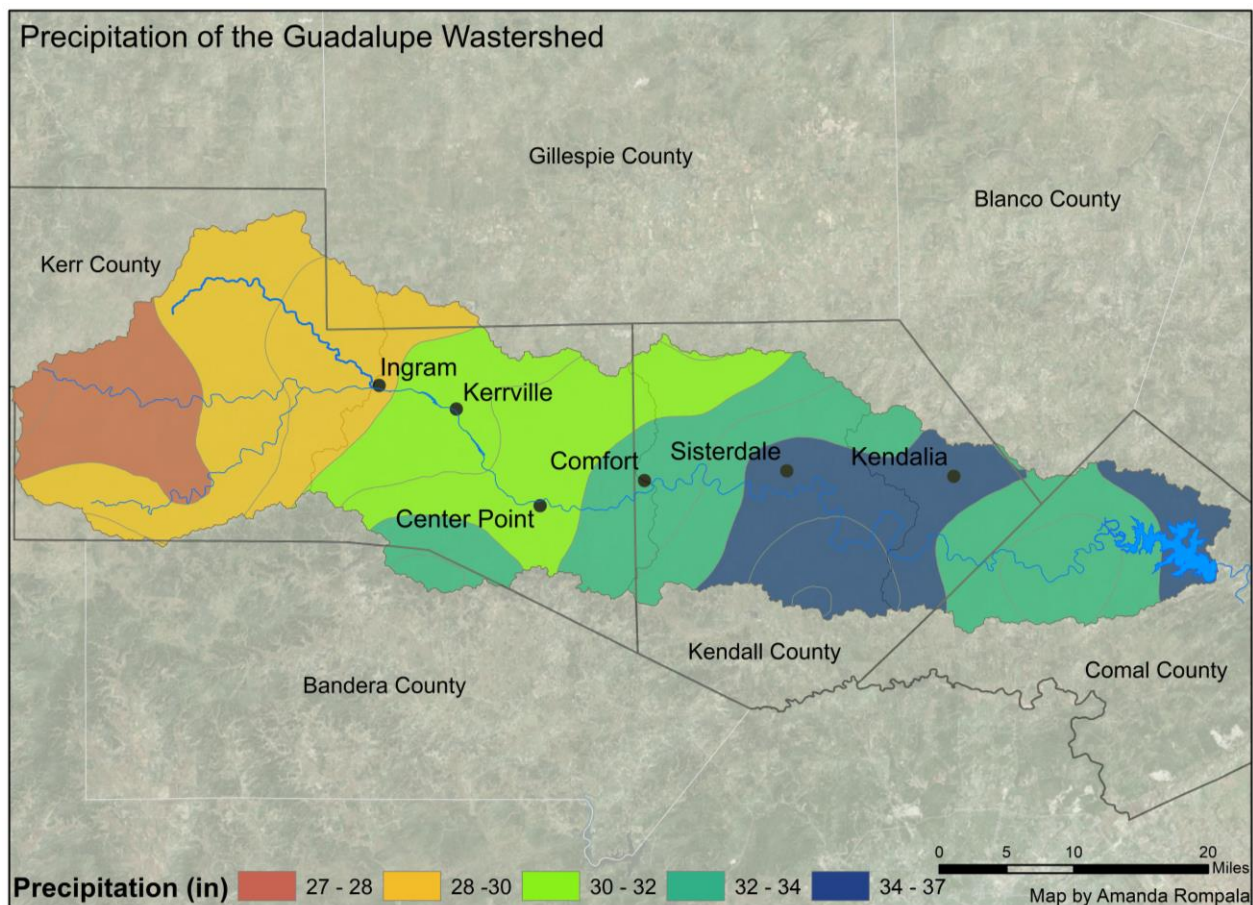 Precipitation of the Guadalupe Wastershed
Gillespie County
Blanco County
Kerr County
Ingram
Kerrville
Comfort
Sisterdale
Kendalia
Center Point
Kendall County
Comal County
Bandera County
0 5 10 20
Miles
Precipitation (in) 27 - 28 28 -30 30 - 32 32 - 34 34 - 37
Map by Amanda Rompala